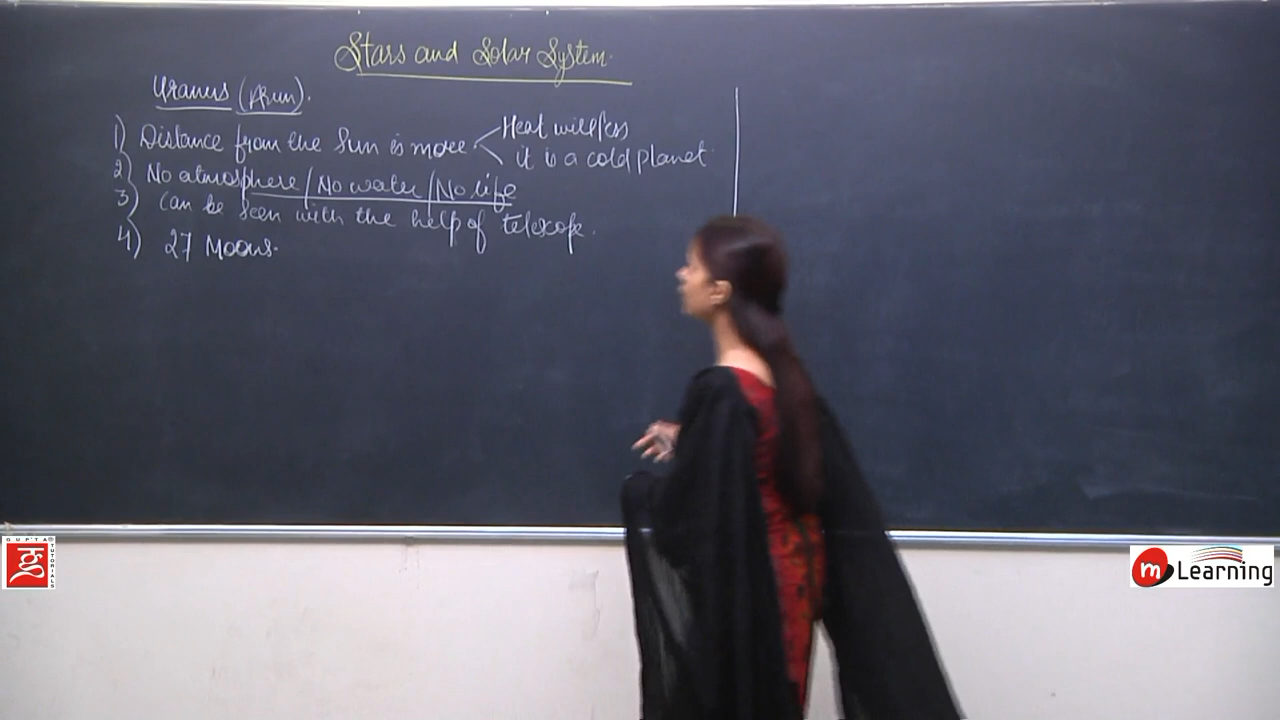 Stars and Solar System.
Uranus (Arun).
1) Distance from the Sun is more
Heat will less
it is a cold planet
2) No atmosphere / No water / No life
3) Can be seen with the help of telescope.
4) 27 Moons.
GUPTA TUTORIALS
m Learning